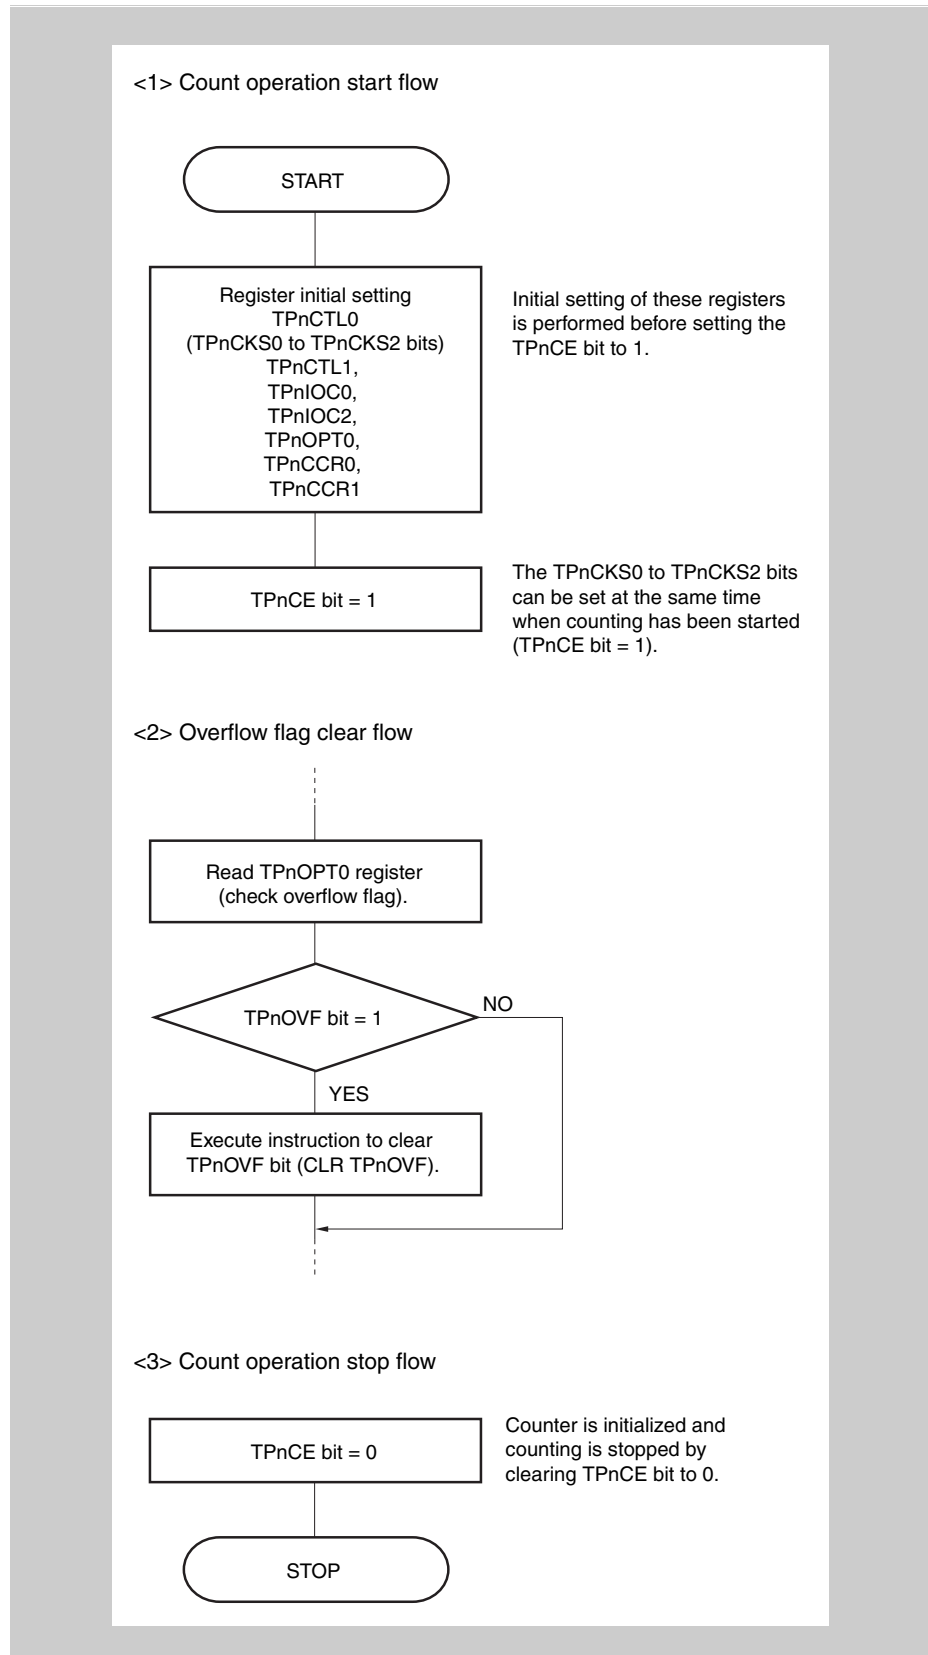 <1> Count operation start flow
START
Register initial setting
TPnCTL0
(TPnCKS0 to TPnCKS2 bits)
TPnCTL1,
TPnIOC0,
TPnIOC2,
TPnOPT0,
TPnCCR0,
TPnCCR1
Initial setting of these registers
is performed before setting the
TPnCE bit to 1.
TPnCE bit = 1
The TPnCKS0 to TPnCKS2 bits
can be set at the same time
when counting has been started
(TPnCE bit = 1).
<2> Overflow flag clear flow
Read TPnOPT0 register
(check overflow flag).
TPnOVF bit = 1
NO
YES
Execute instruction to clear
TPnOVF bit (CLR TPnOVF).
<3> Count operation stop flow
TPnCE bit = 0
Counter is initialized and
counting is stopped by
clearing TPnCE bit to 0.
STOP